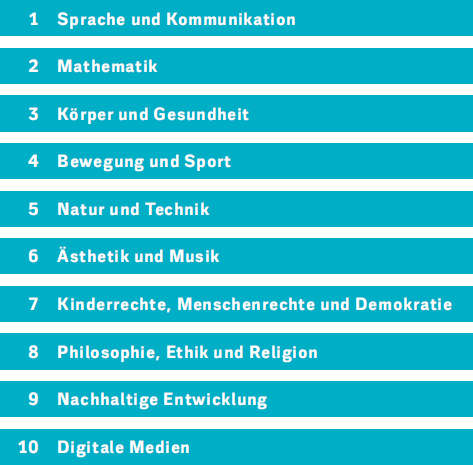 1 Sprache und Kommunikation
2 Mathematik
3 Körper und Gesundheit
4 Bewegung und Sport
5 Natur und Technik
6 Ästhetik und Musik
7 Kinderrechte, Menschenrechte und Demokratie
8 Philosophie, Ethik und Religion
9 Nachhaltige Entwicklung
10 Digitale Medien